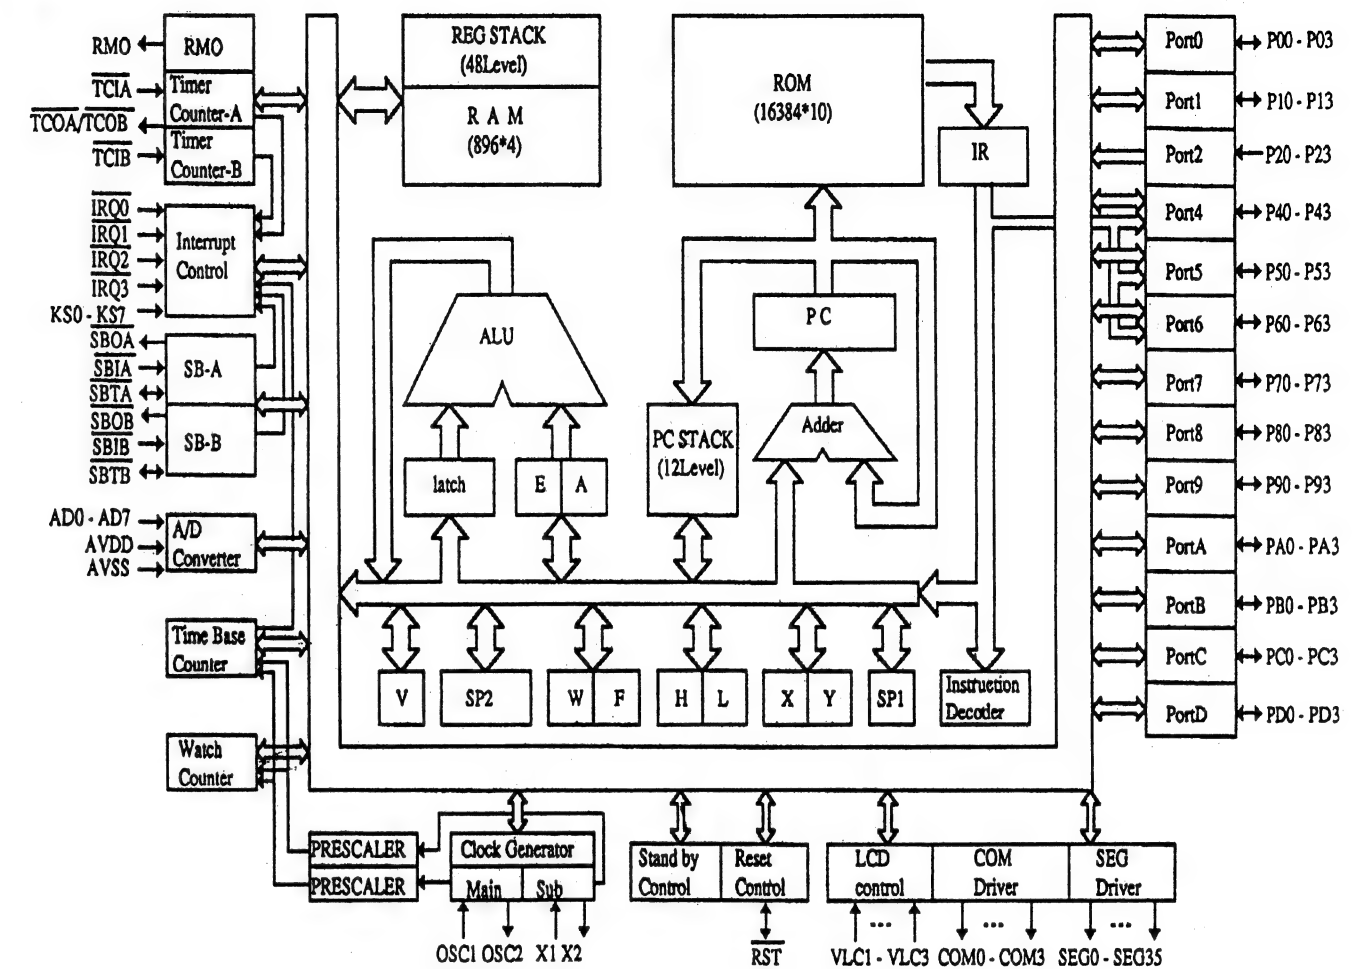 RMO
RMO
TCIA
Timer
Counter-A
TCOA/TCOB
TCIB
Timer
Counter-B
IRQ0
IRQ1
IRQ2
IRQ3
KS0 - KS7
Interrupt
Control
SBOA
SBIA
SBTA
SB-A
SBOB
SBIB
SBTB
SB-B
AD0 - AD7
AVDD
AVSS
A/D
Converter
Time Base
Counter
Watch
Counter
REG STACK
(48Level)
R A M
(896*4)
ROM
(16384*10)
IR
ALU
latch
E
A
P C
Adder
PC STACK
(12Level)
V
SP2
W
F
H
L
X
Y
SP1
Instruction
Decoder
Port0
P00 - P03
Port1
P10 - P13
Port2
P20 - P23
Port4
P40 - P43
Port5
P50 - P53
Port6
P60 - P63
Port7
P70 - P73
Port8
P80 - P83
Port9
P90 - P93
PortA
PA0 - PA3
PortB
PB0 - PB3
PortC
PC0 - PC3
PortD
PD0 - PD3
PRESCALER
PRESCALER
Clock Generator
Main
Sub
OSC1 OSC2 X1 X2
Stand by
Control
Reset
Control
RST
LCD
control
COM
Driver
SEG
Driver
...
...
...
VLC1 - VLC3 COM0 - COM3 SEG0 - SEG35